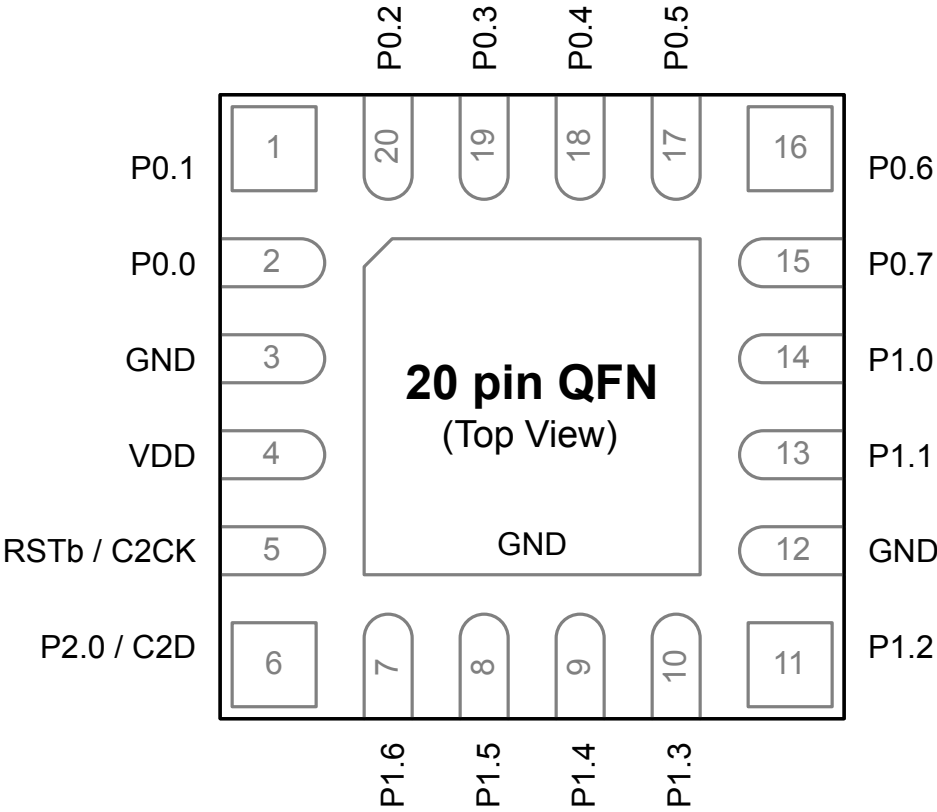 P0.2
P0.3
P0.4
P0.5
1
20
19
18
17
16
P0.1
P0.6
P0.0
2
15
P0.7
GND
3
14
P1.0
20 pin QFN
(Top View)
VDD
4
13
P1.1
RSTb / C2CK
5
GND
12
GND
P2.0 / C2D
6
7
8
9
10
11
P1.2
P1.6
P1.5
P1.4
P1.3